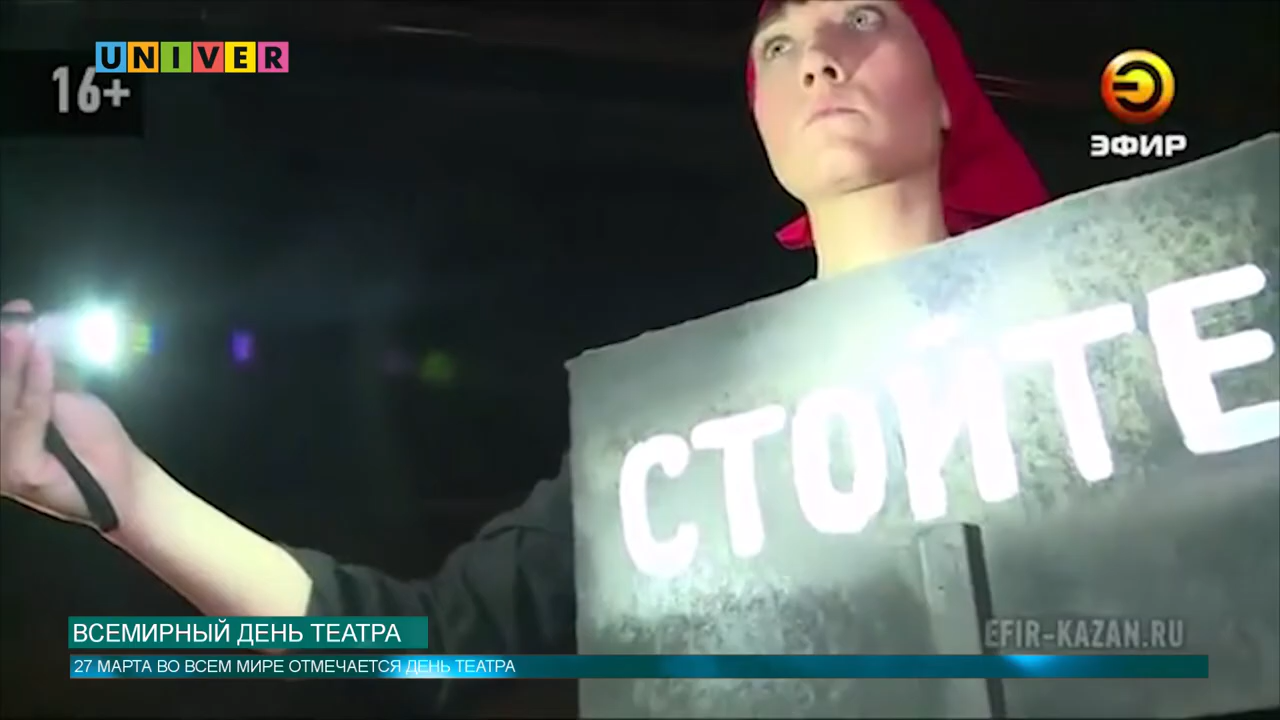 UNIVER
16+
ЭФИР
СТОЙТЕ
EFIR-KAZAN.RU
ВСЕМИРНЫЙ ДЕНЬ ТЕАТРА
27 МАРТА ВО ВСЕМ МИРЕ ОТМЕЧАЕТСЯ ДЕНЬ ТЕАТРА